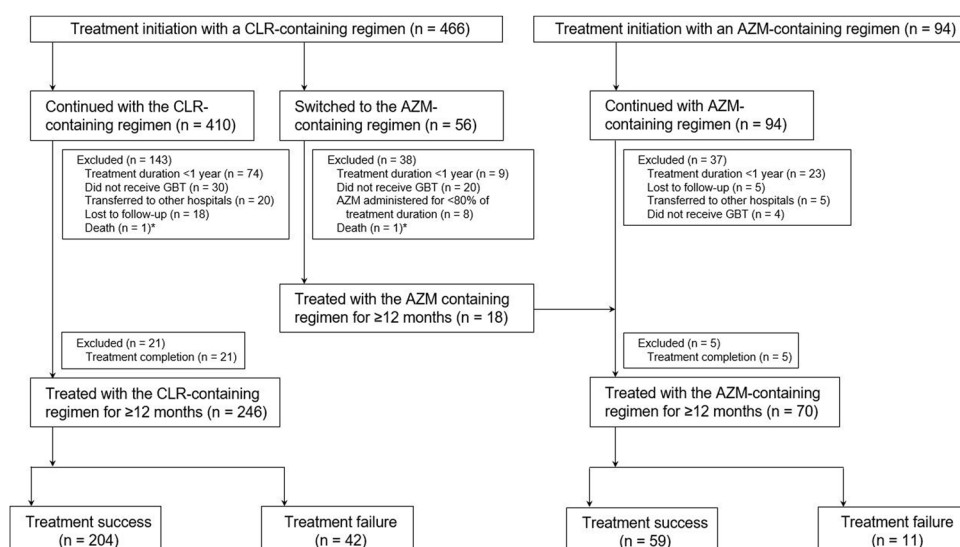 Treatment initiation with a CLR-containing regimen (n = 466)
Treatment initiation with an AZM-containing regimen (n = 94)
Continued with the CLR-
containing regimen (n = 410)
Switched to the AZM-
containing regimen (n = 56)
Continued with AZM-
containing regimen (n = 94)
Excluded (n = 143)
Treatment duration <1 year (n = 74)
Did not receive GBT (n = 30)
Transferred to other hospitals (n = 20)
Lost to follow-up (n = 18)
Death (n = 1)*
Excluded (n = 38)
Treatment duration <1 year (n = 9)
Did not receive GBT (n = 20)
AZM administered for <80% of
treatment duration (n = 8)
Death (n = 1)*
Excluded (n = 37)
Treatment duration <1 year (n = 23)
Lost to follow-up (n = 5)
Transferred to other hospitals (n = 5)
Did not receive GBT (n = 4)
Treated with the AZM containing
regimen for ≥12 months (n = 18)
Excluded (n = 21)
Treatment completion (n = 21)
Excluded (n = 5)
Treatment completion (n = 5)
Treated with the CLR-containing
regimen for ≥12 months (n = 246)
Treated with the AZM-containing
regimen for ≥12 months (n = 70)
Treatment success
(n = 204)
Treatment failure
(n = 42)
Treatment success
(n = 59)
Treatment failure
(n = 11)